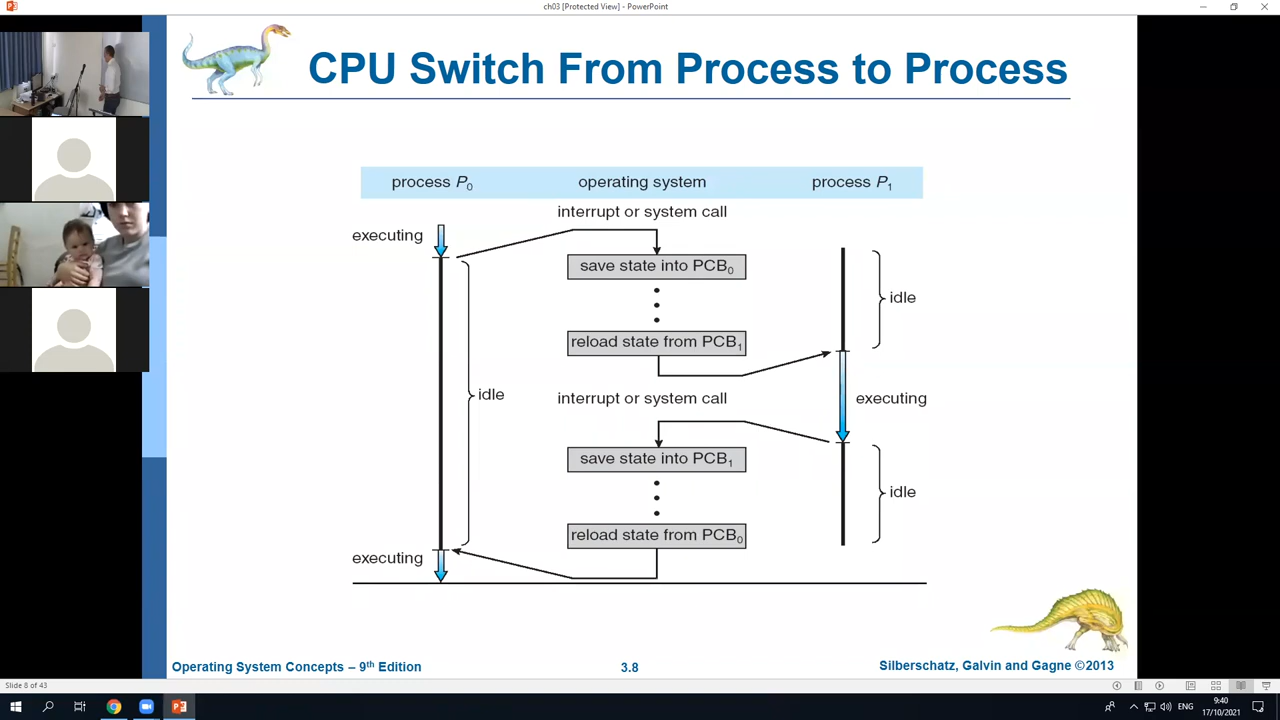 ch03 [Protected View] - PowerPoint
CPU Switch From Process to Process
process P₀ operating system process P₁
interrupt or system call
executing
save state into PCB₀
idle
reload state from PCB₁
idle
interrupt or system call
executing
save state into PCB₁
idle
reload state from PCB₀
executing
Operating System Concepts – 9th Edition 3.8 Silberschatz, Galvin and Gagne ©2013
Slide 8 of 43
ENG
9:40
17/10/2021